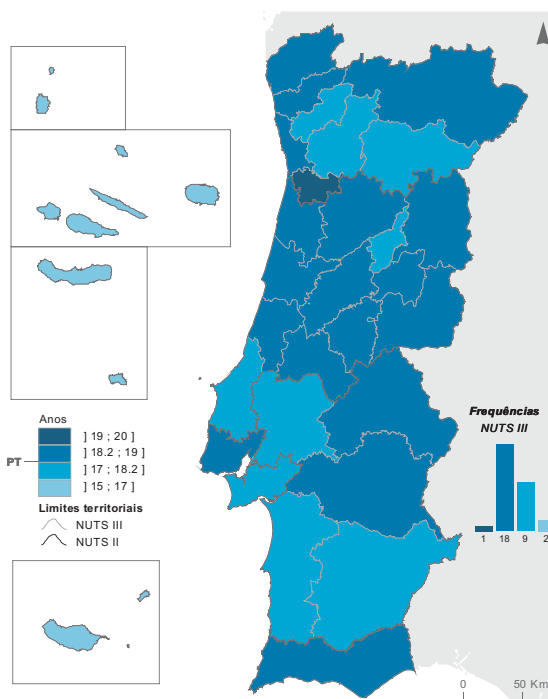 Anos
] 19 ; 20 ]
] 18.2 ; 19 ]
PT
] 17 ; 18.2 ]
] 15 ; 17 ]
Limites territoriais
NUTS III
NUTS II
Frequências
NUTS III
1 18 9 2
0 50 Km